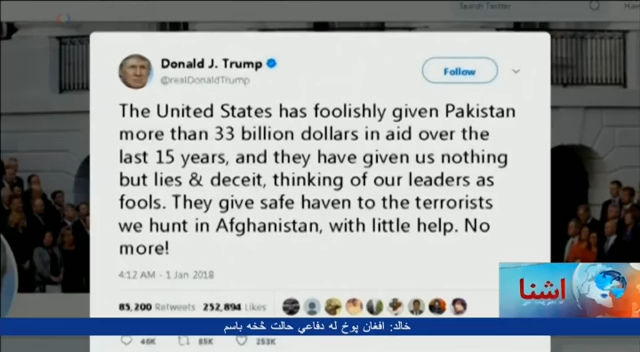 Search Twitter
Donald J. Trump
@realDonaldTrump
Follow
The United States has foolishly given Pakistan
more than 33 billion dollars in aid over the
last 15 years, and they have given us nothing
but lies & deceit, thinking of our leaders as
fools. They give safe haven to the terrorists
we hunt in Afghanistan, with little help. No
more!
4:12 AM - 1 Jan 2018
85,200 Retweets 252,894 Likes
46K 85K 253K
اشنا
خالد: افغان پوځ له دفاعي حالت څخه باسم